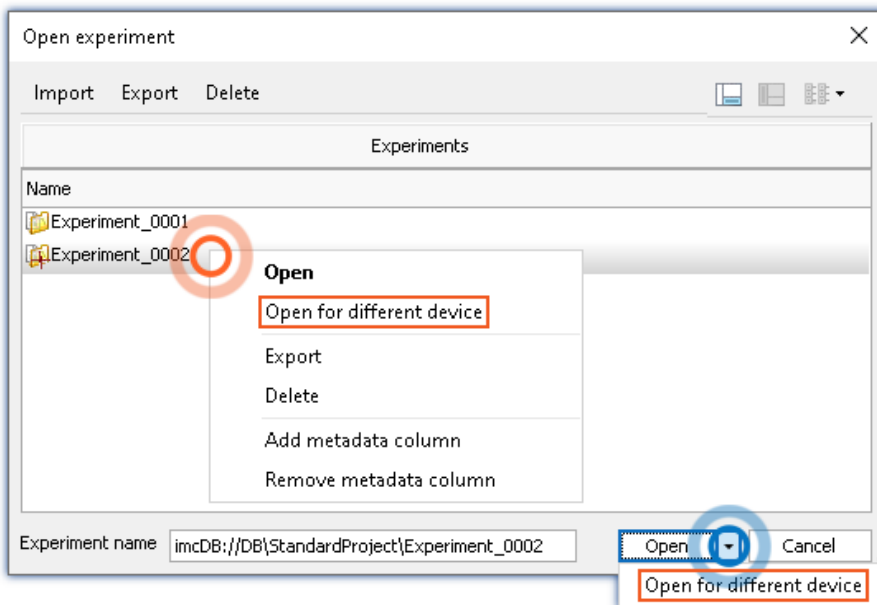 Open experiment
Import Export Delete
Experiments
Name
Experiment_0001
Experiment_0002
Open
Open for different device
Export
Delete
Add metadata column
Remove metadata column
Experiment name imcDB://DB\StandardProject\Experiment_0002 Open Cancel
Open for different device